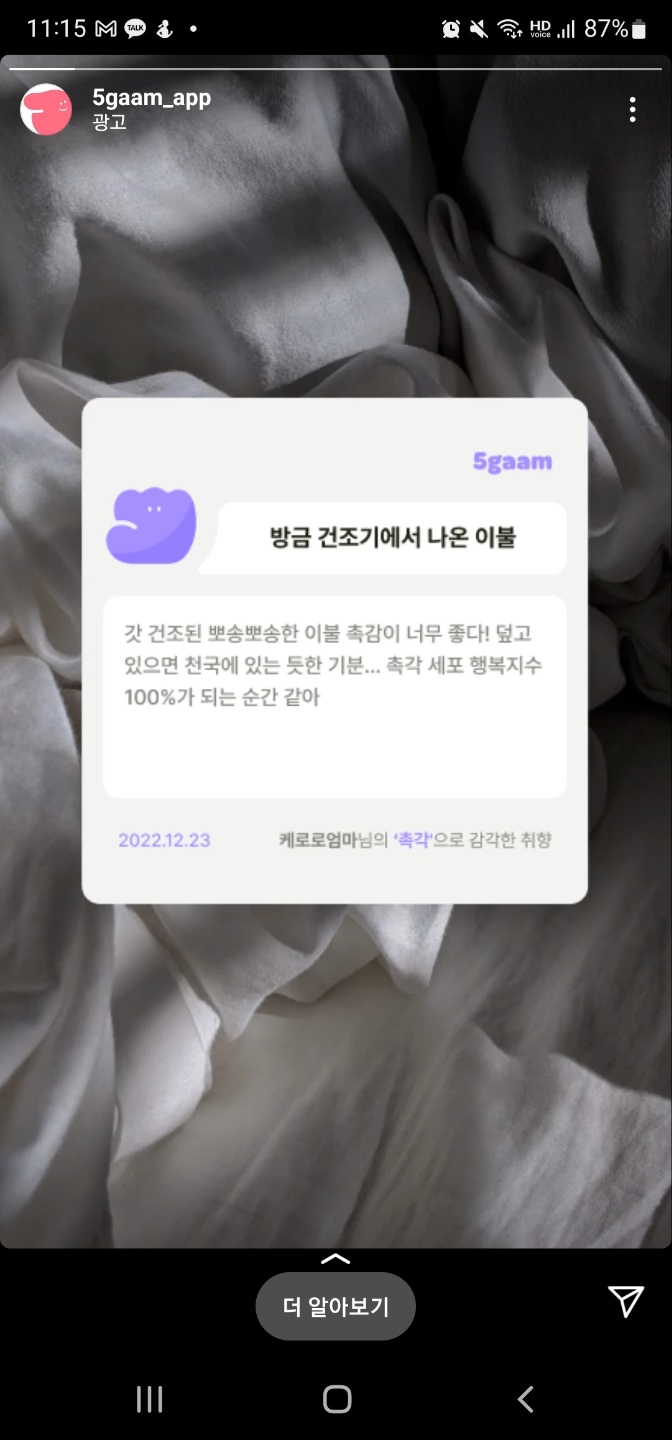 11:15
TALK
HD
voice
87%
5gaam_app
광고
5gaam
방금 건조기에서 나온 이불
갓 건조된 뽀송뽀송한 이불 촉감이 너무 좋다! 덮고
있으면 천국에 있는 듯한 기분... 촉각 세포 행복지수
100%가 되는 순간 같아
2022.12.23
케로로엄마님의 '촉각'으로 감각한 취향
더 알아보기